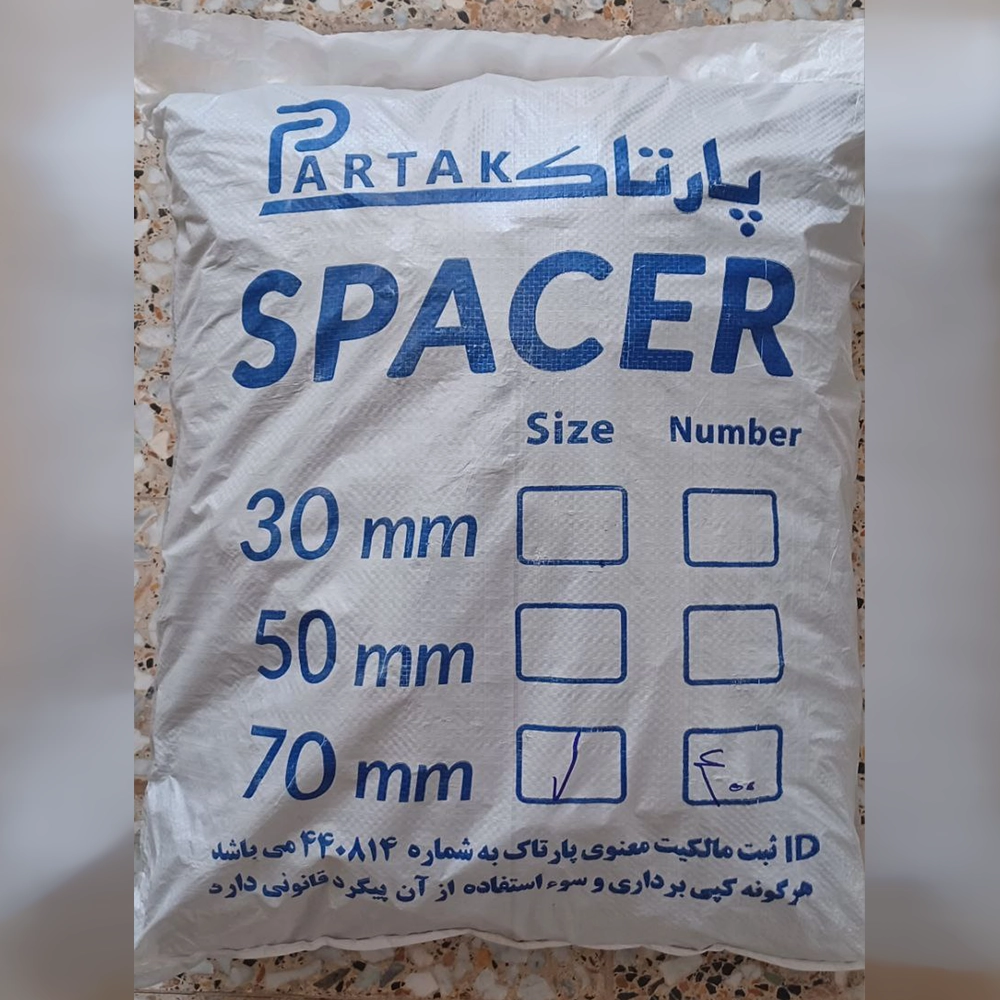 PARTAK پارتاک
SPACER
Size Number
30 mm
50 mm
70 mm ✓ ۴۰۰
ID ثبت مالکیت معنوی پارتاک به شماره ۴۴۰۸۱۴ می باشد
هرگونه کپی برداری و سوء استفاده از آن پیگرد قانونی دارد